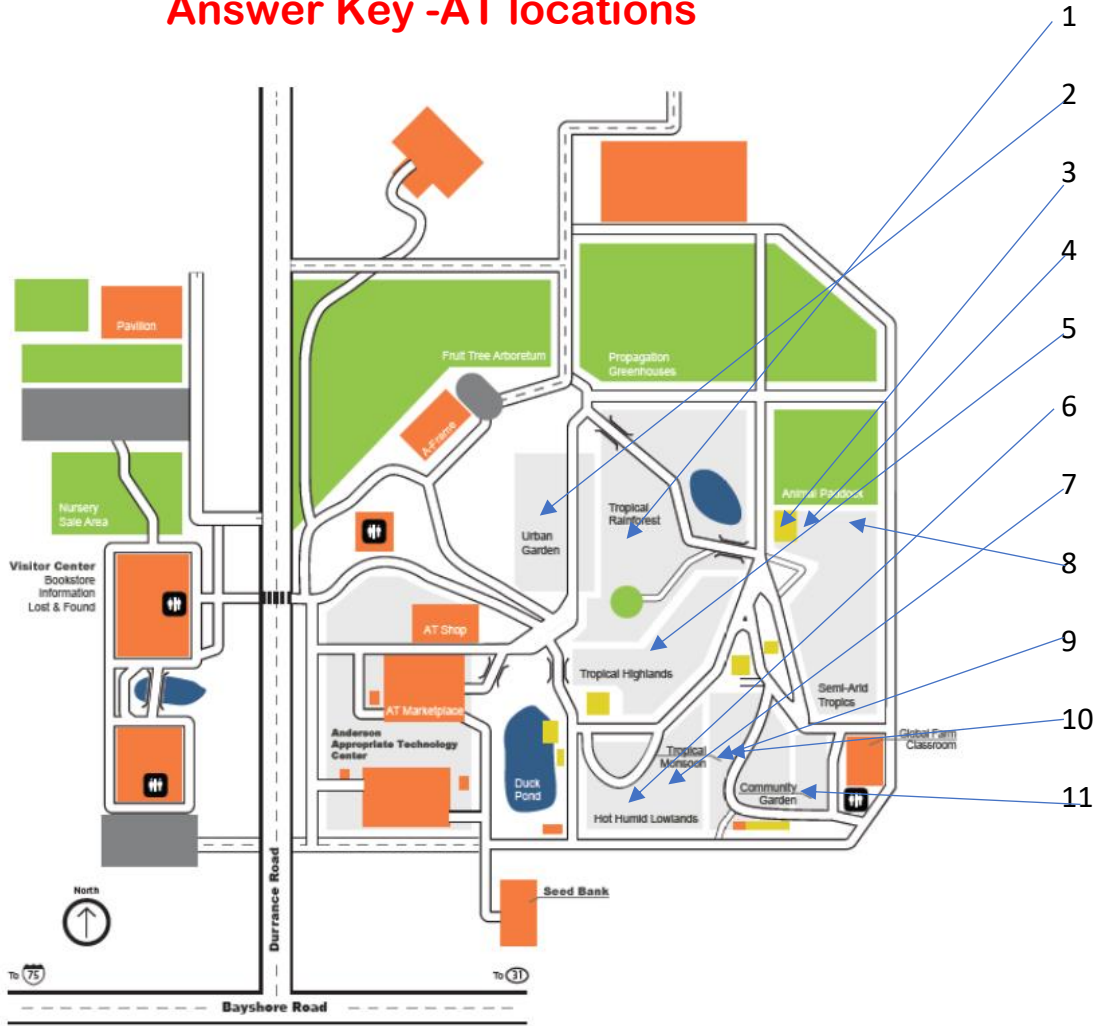 Answer Key -AT locations
1
2
3
4
5
6
7
8
9
10
11
Pavilion
Fruit Tree Arboretum
Propagation
Greenhouses
A-Frame
Nursery
Sale Area
Animal Paddock
Tropical
Rainforest
Urban
Garden
Visitor Center
Bookstore
Information
Lost & Found
AT Shop
Tropical Highlands
Semi-Arid
Tropics
AT Marketplace
Anderson
Appropriate Technology
Center
Tropical
Monsoon
Global Farm
Classroom
Duck
Pond
Community
Garden
Hot Humid Lowlands
Durrance Road
North
Seed Bank
To 75
To 31
Bayshore Road